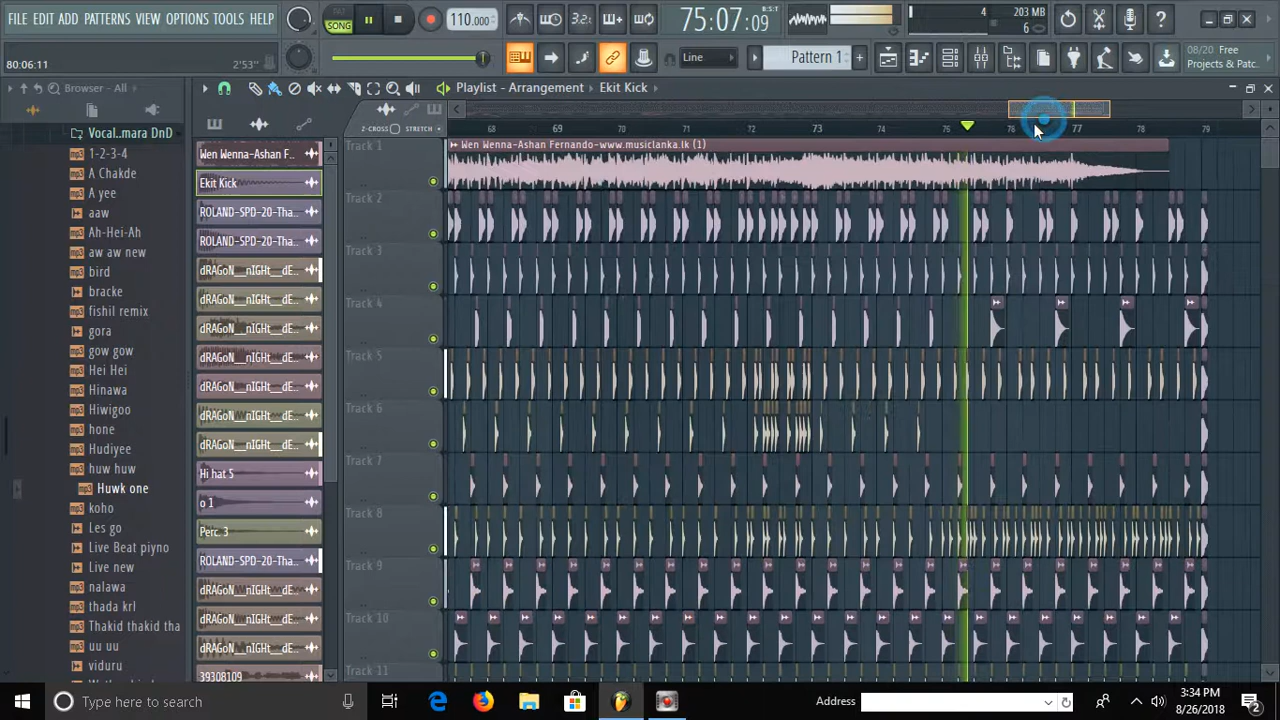 FILE EDIT ADD PATTERNS VIEW OPTIONS TOOLS HELP
PAT
SONG
110.000
3.2
75:07:09
B:S:T
4
203 MB
6
80:06:11
2'53"
Line
Pattern 1
08/20 Free
Projects & Patc..
Browser - All
Playlist - Arrangement
Ekit Kick
Vocal..mara DnD
1-2-3-4
A Chakde
A yee
aaw
Ah-Hei-Ah
aw aw new
bird
bracke
fishil remix
gora
gow gow
Hei Hei
Hinawa
Hiwigoo
hone
Hudiyee
huw huw
Huwk one
koho
Les go
Live Beat piyno
Live new
nalawa
thada krl
Thakid thakid tha
uu uu
viduru
Wen Wenna-Ashan F..
Ekit Kick
ROLAND-SPD-20-Tha..
ROLAND-SPD-20-Tha..
dRAGoN__nIGHt__dE..
dRAGoN__nIGHt__dE..
dRAGoN__nIGHt__dE..
dRAGoN__nIGHt__dE..
dRAGoN__nIGHt__dE..
dRAGoN__nIGHt__dE..
dRAGoN__nIGHt__dE..
Hi hat 5
o 1
Perc. 3
ROLAND-SPD-20-Tha..
dRAGoN__nIGHt__dE..
dRAGoN__nIGHt__dE..
dRAGoN__nIGHt__dE..
39308109
Z-CROSS
STRETCH
68 69 70 71 72 73 74 75 76 77 78 79
Track 1
Wen Wenna-Ashan Fernando-www.musiclanka.lk (1)
Track 2
Track 3
Track 4
Track 5
Track 6
Track 7
Track 8
Track 9
Track 10
Track 11
Type here to search
Address
3:34 PM
8/26/2018
2